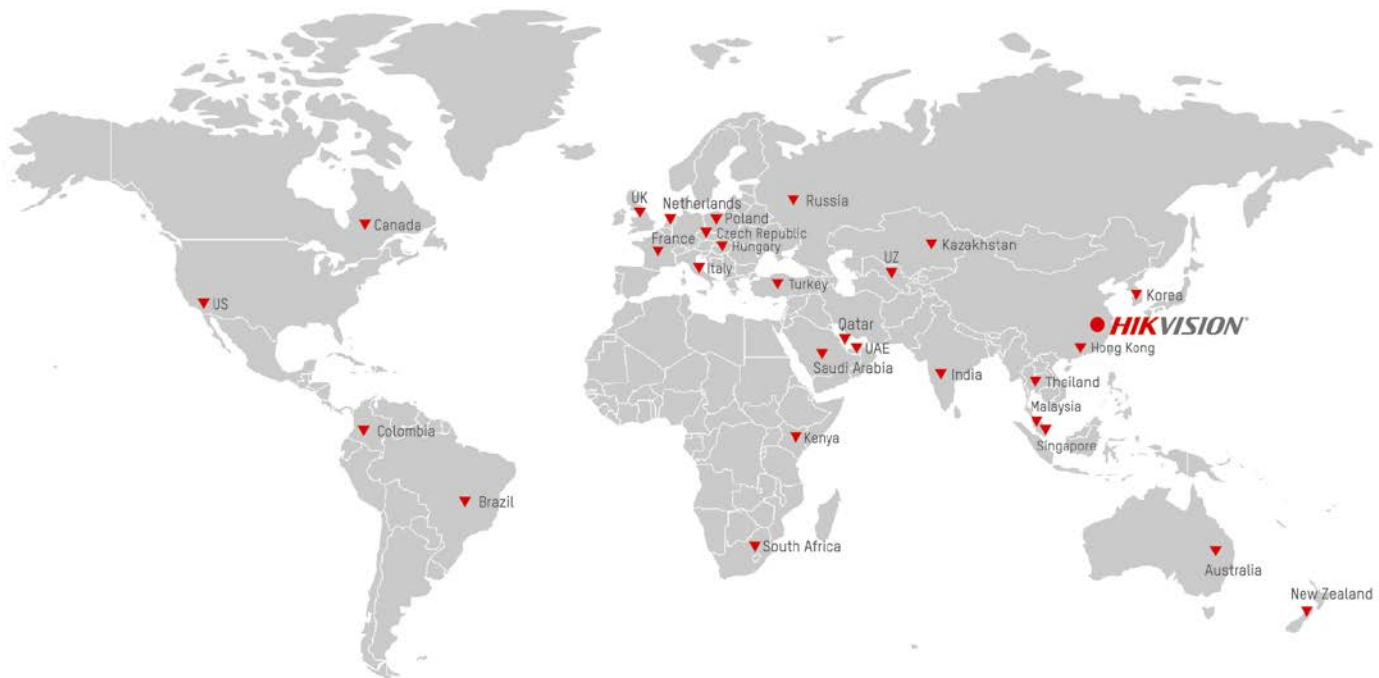 UK
Netherlands
Russia
Canada
Poland
Czech Republic
France
Hungary
Kazakhstan
UZ
Italy
Turkey
Korea
US
HIKVISION®
Qatar
UAE
Hong Kong
Saudi Arabia
India
Theiland
Malaysia
Colombia
Kenya
Singapore
Brazil
South Africa
Australia
New Zealand